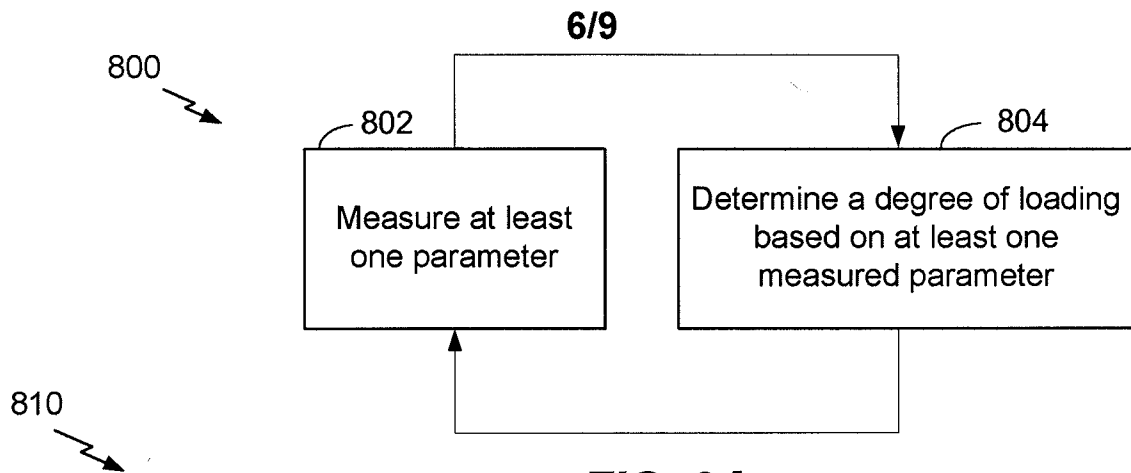 6/9
800
802
804
Measure at least
one parameter
Determine a degree of loading
based on at least one
measured parameter
810